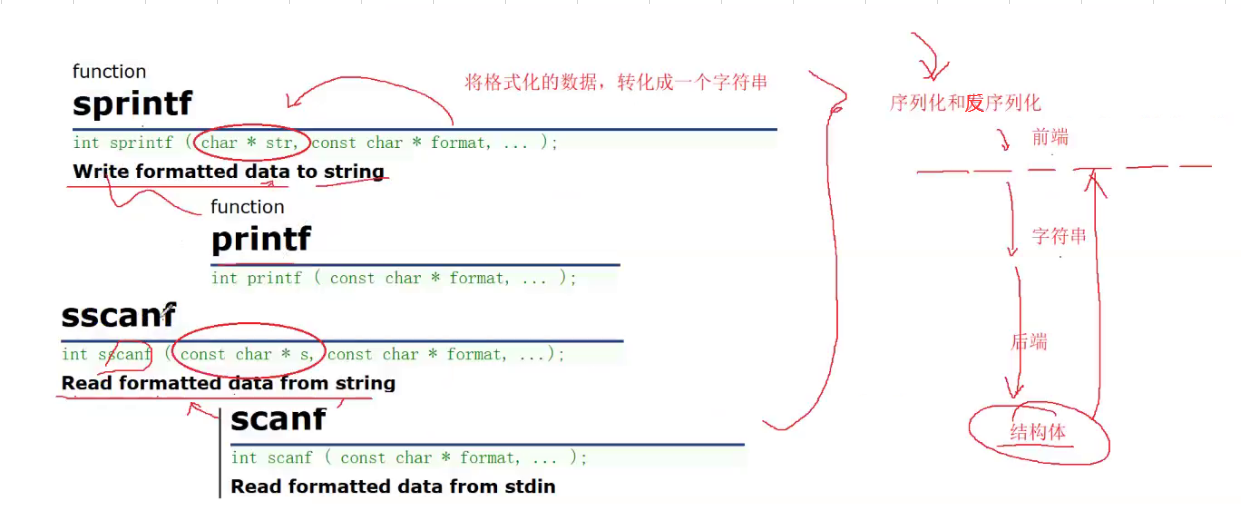 function
sprintf
int sprintf ( char * str, const char * format, ... );
Write formatted data to string
将格式化的数据，转化成一个字符串
function
printf
int printf ( const char * format, ... );
sscanf
int sscanf ( const char * s, const char * format, ...);
Read formatted data from string
scanf
int scanf ( const char * format, ... );
Read formatted data from stdin
序列化和反序列化
前端
字符串
后端
结构体